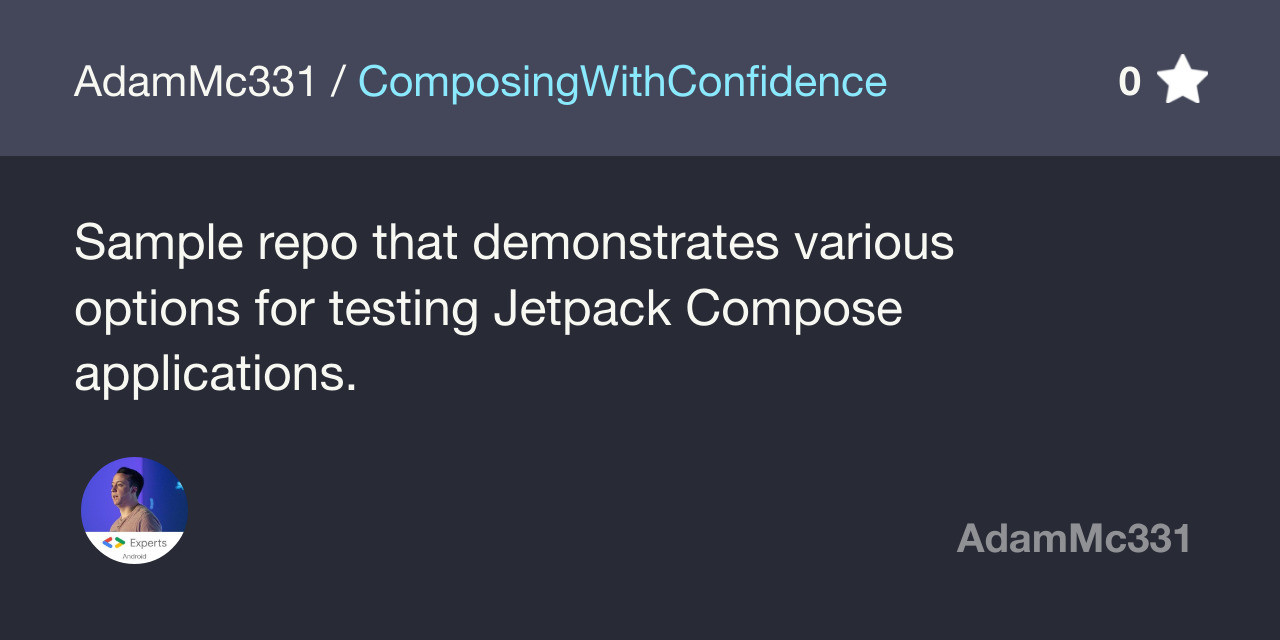 AdamMc331 / ComposingWithConfidence
0
Sample repo that demonstrates various
options for testing Jetpack Compose
applications.
Experts
Android
AdamMc331